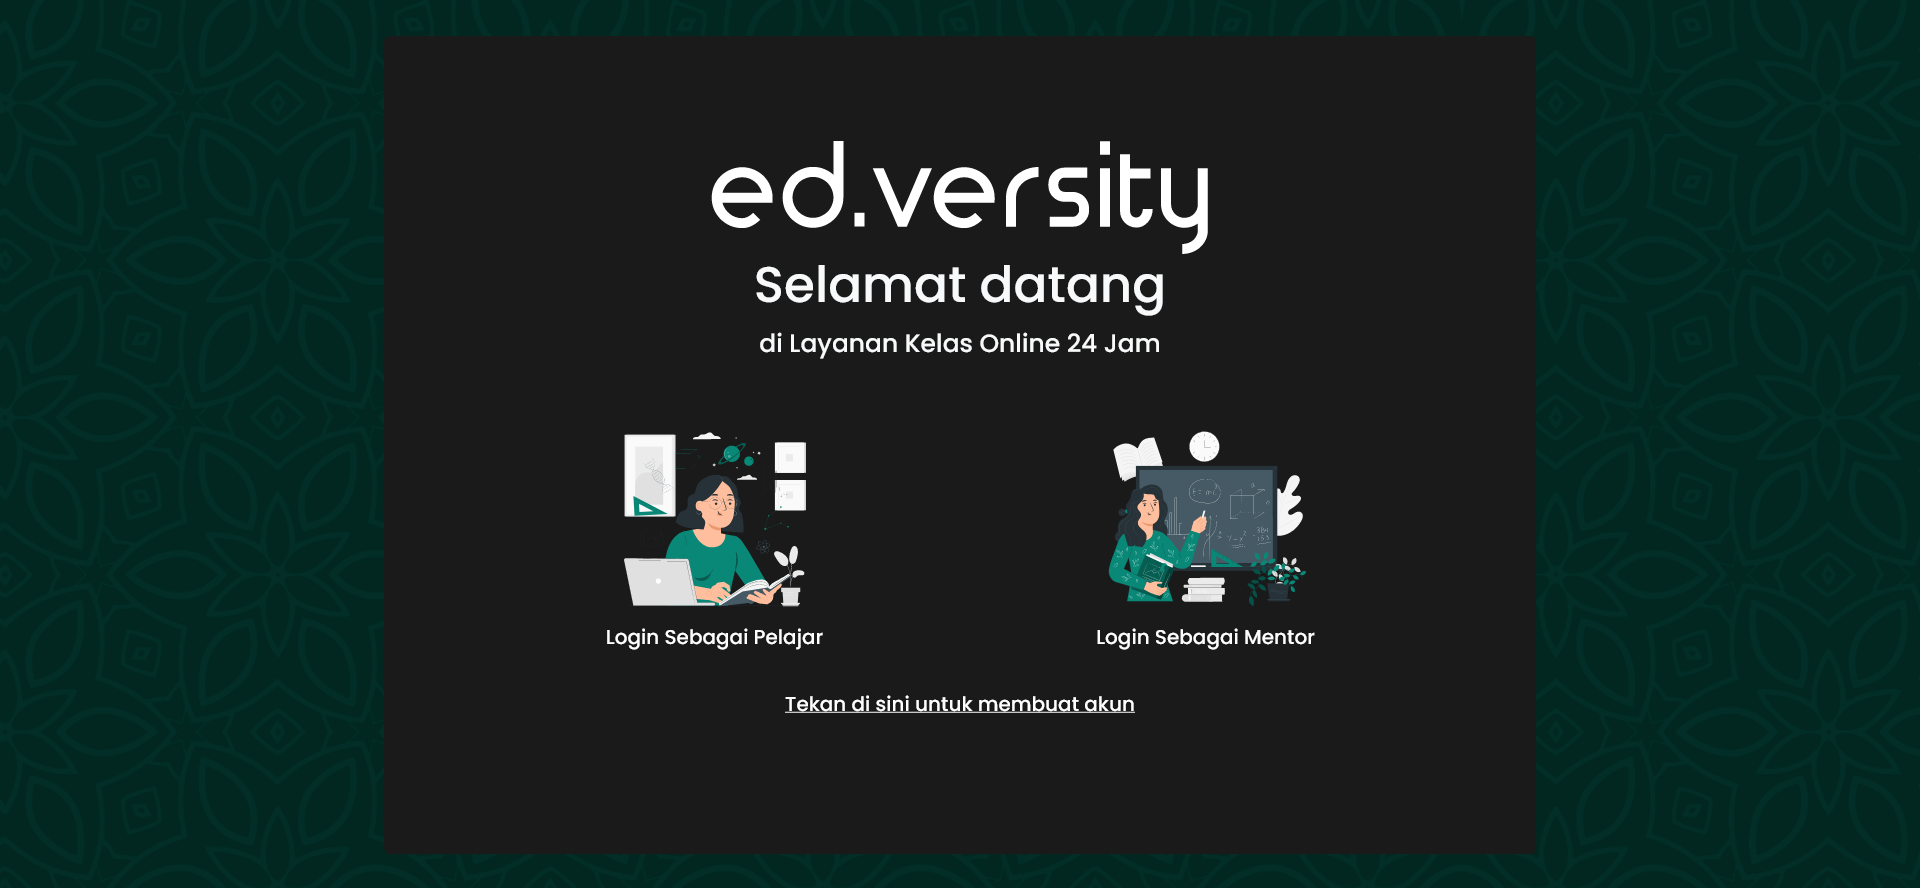 ed.versity
Selamat datang
di Layanan Kelas Online 24 Jam
Login Sebagai Pelajar
Login Sebagai Mentor
Tekan di sini untuk membuat akun